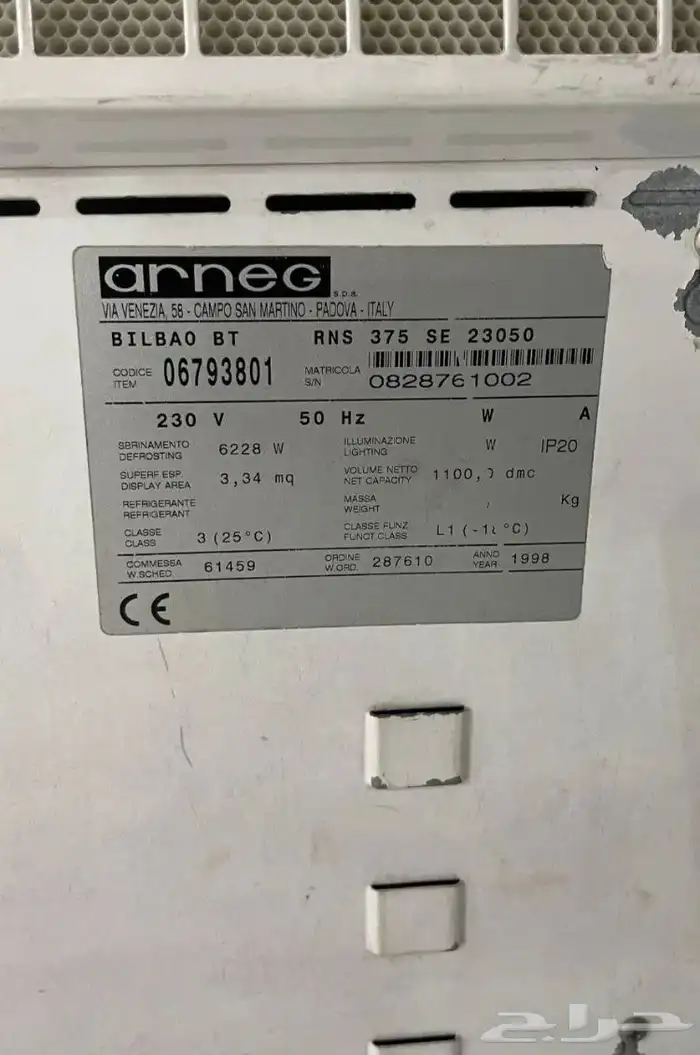 arneg s.p.a.
VIA VENEZIA, 58 - CAMPO SAN MARTINO - PADOVA - ITALY
BILBAO BT RNS 375 SE 23050
CODICE ITEM 06793801 MATRICOLA S/N 0828761002
230 V 50 Hz W A
SBRINAMENTO DEFROSTING 6228 W ILLUMINAZIONE LIGHTING W IP20
SUPERF ESP. DISPLAY AREA 3,34 mq VOLUME NETTO NET CAPACITY dmc
REFRIGERANTE REFRIGERANT MASSA WEIGHT , Kg
CLASSE CLASS 3 (25°C) CLASSE FUNZ FUNCT.CLASS L1
COMMESSA W.SCHED. 61459 ORDINE W.ORD. 287610 ANNO YEAR 1998
CE
حراج